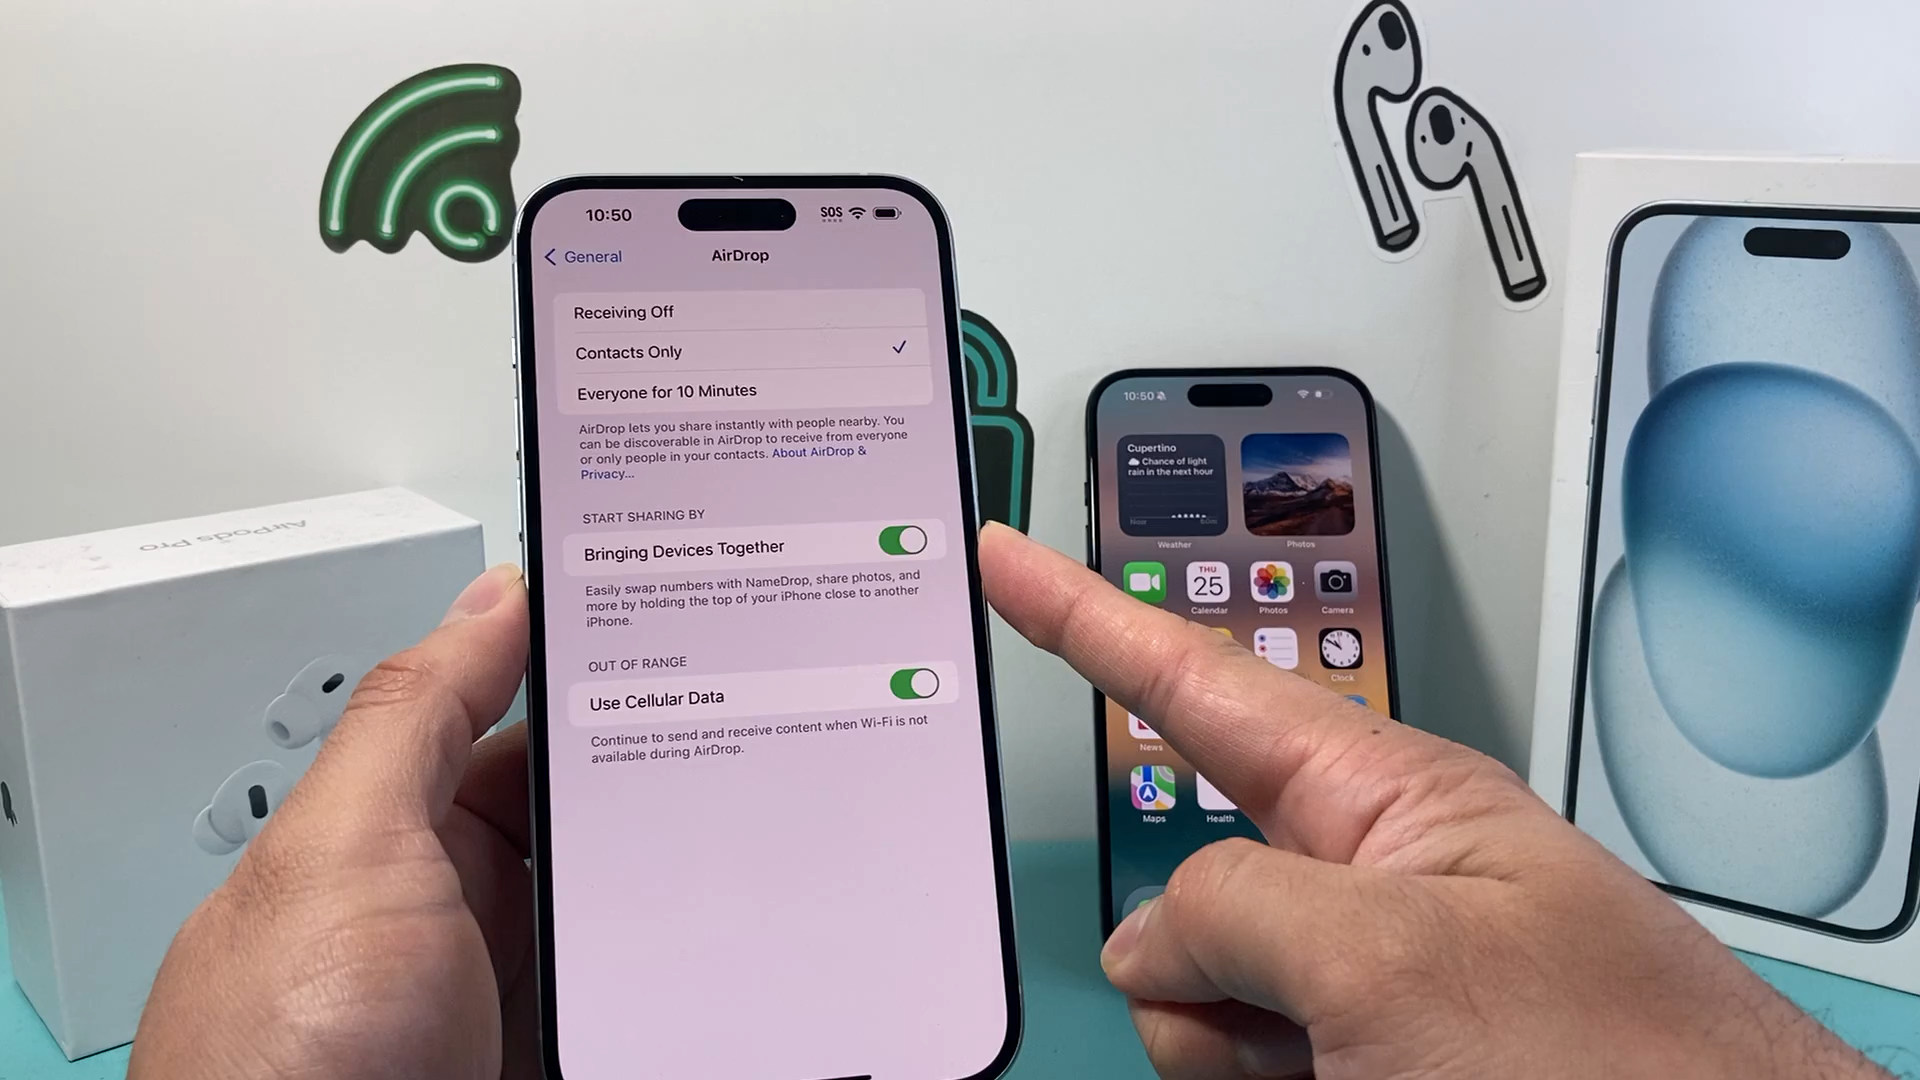 10:50
SOS
General
AirDrop
Receiving Off
Contacts Only
Everyone for 10 Minutes
AirDrop lets you share instantly with people nearby. You
can be discoverable in AirDrop to receive from everyone
or only people in your contacts. About AirDrop &
Privacy...
START SHARING BY
Bringing Devices Together
Easily swap numbers with NameDrop, share photos, and
more by holding the top of your iPhone close to another
iPhone.
OUT OF RANGE
Use Cellular Data
Continue to send and receive content when Wi-Fi is not
available during AirDrop.
AirPods Pro
10:50
Cupertino
Chance of light
rain in the next hour
Now 60m
Weather
Photos
THU
25
Calendar
Photos
Camera
Clock
News
Maps
Health